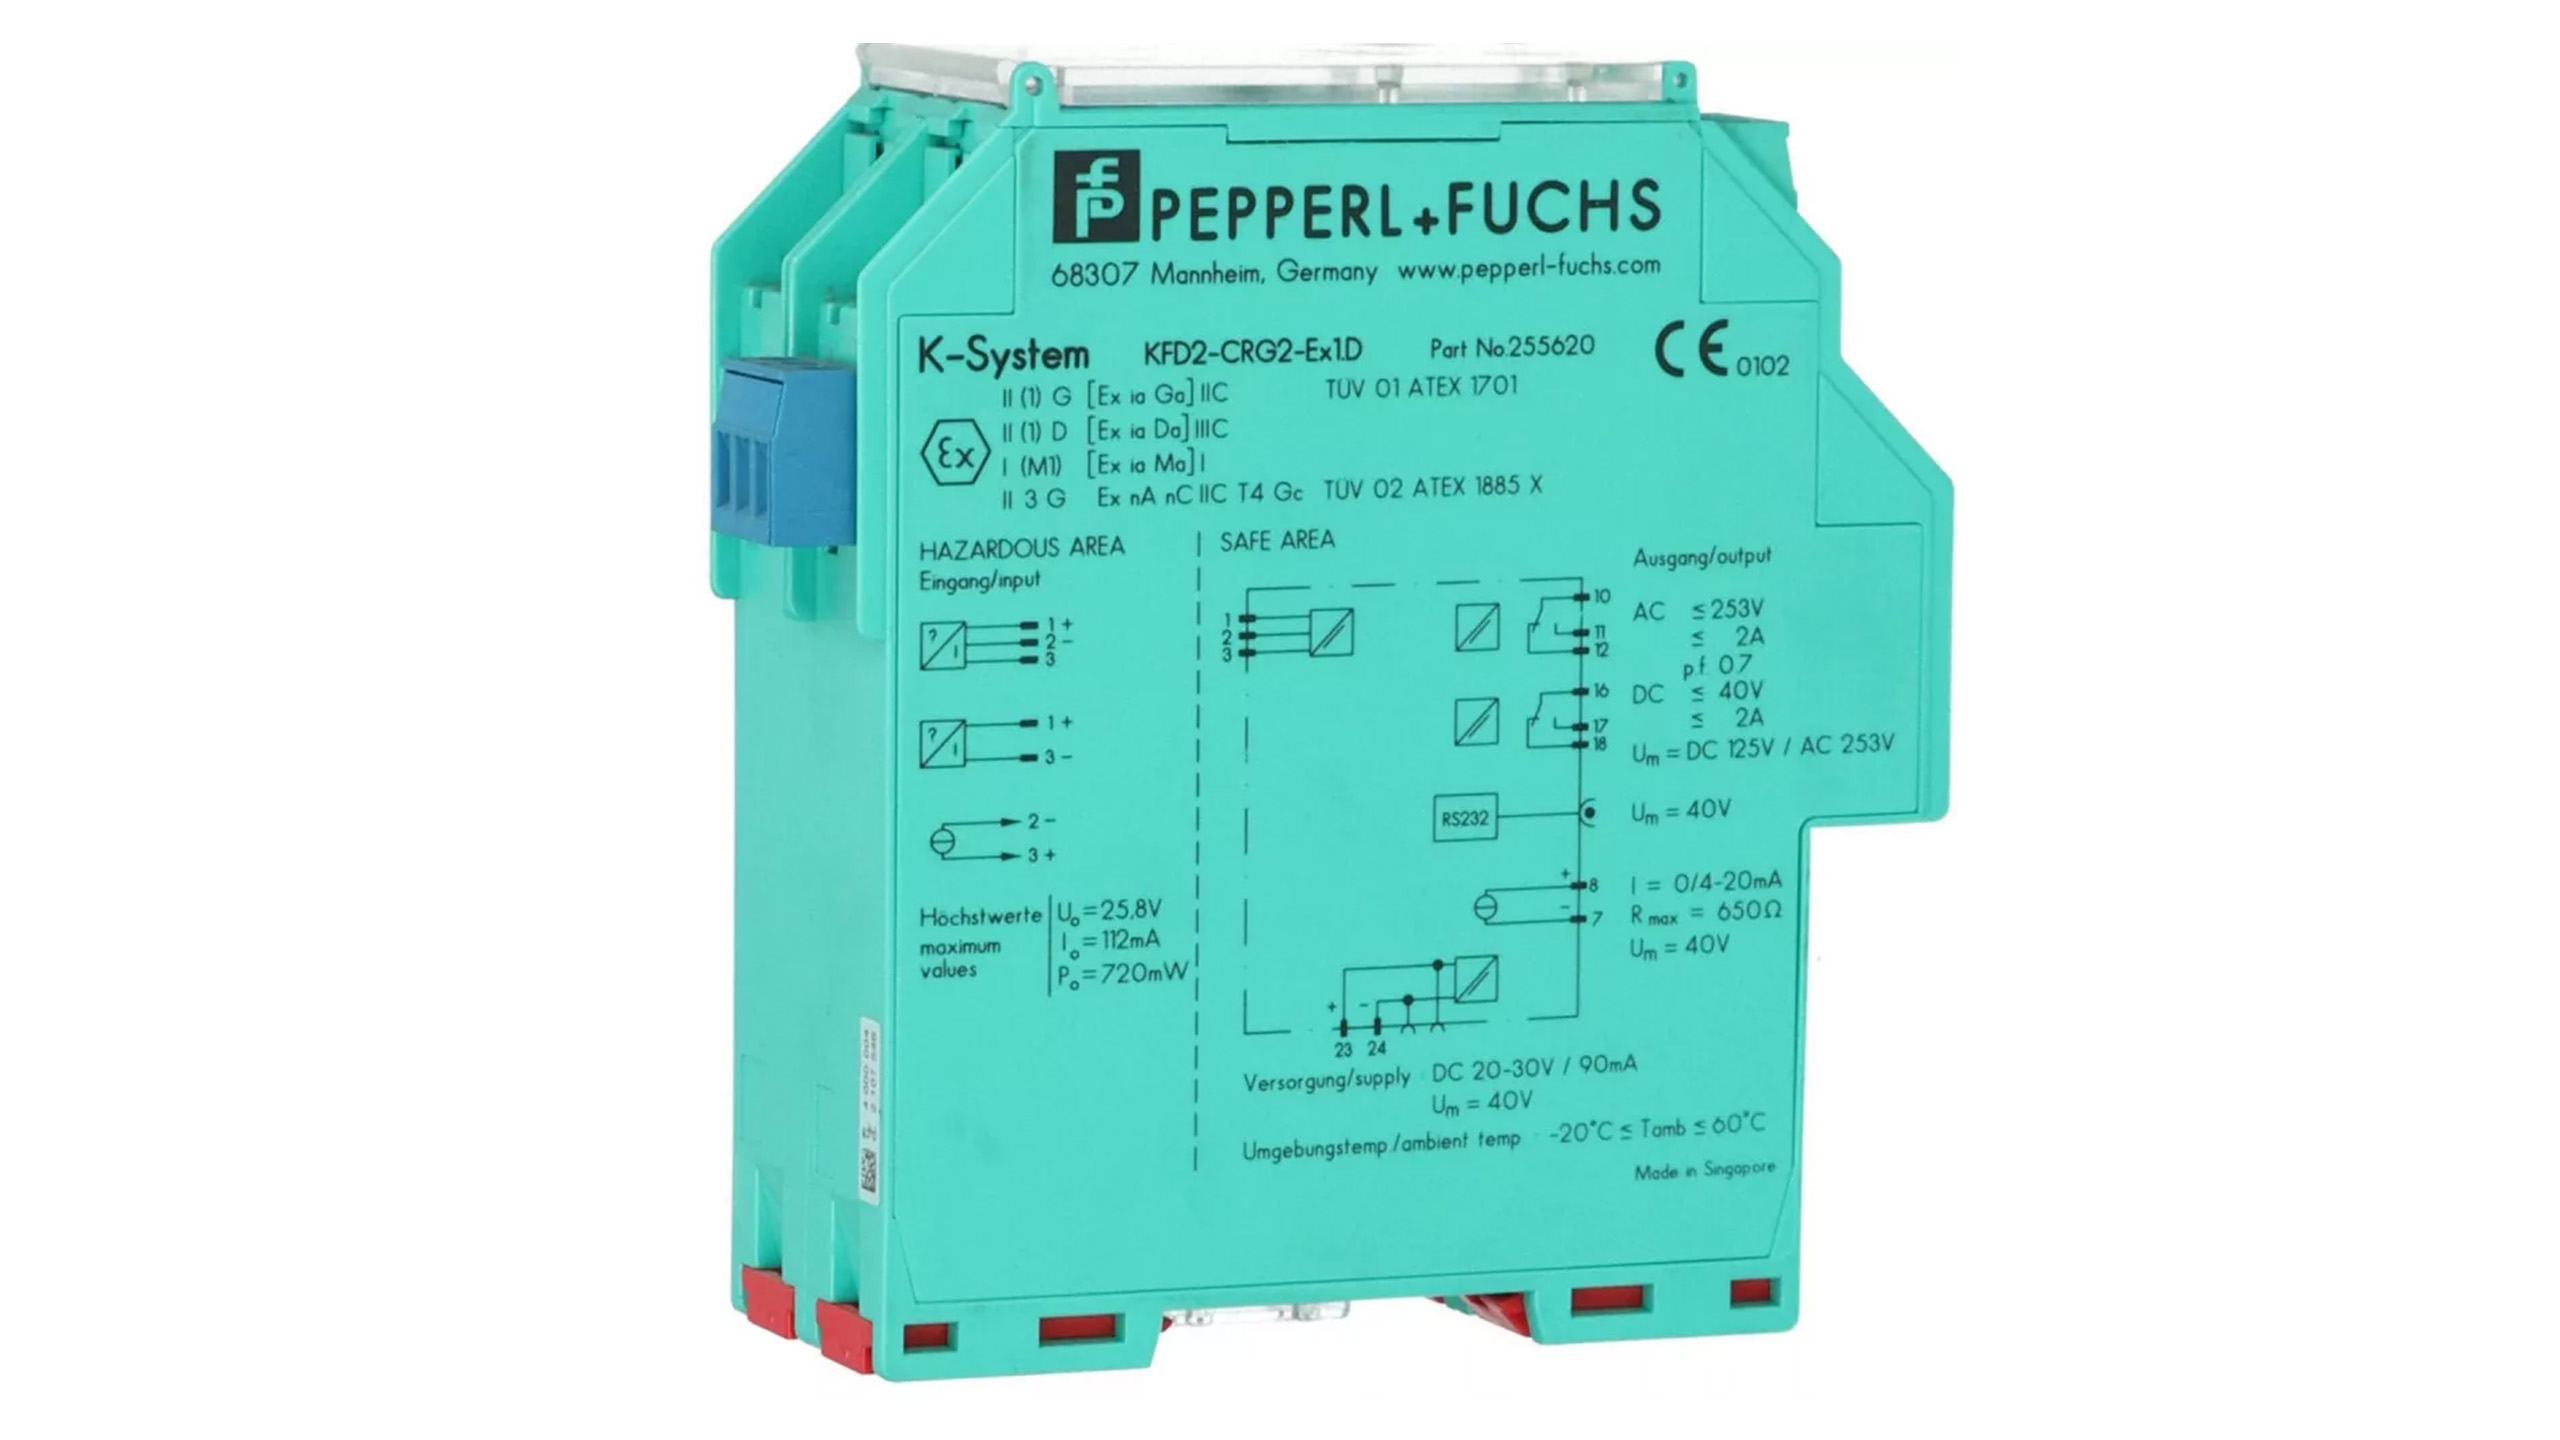 PEPPERL+FUCHS
68307 Mannheim, Germany www.pepperl-fuchs.com
K-System KFD2-CRG2-Ex1.D Part No.255620 CE 0102
II (1) G [Ex ia Ga] IIC TÜV 01 ATEX 1701
II (1) D [Ex ia Da] IIIC
Ex
I (M1) [Ex ia Ma] I
II 3 G Ex nA nC IIC T4 Gc TÜV 02 ATEX 1885 X
HAZARDOUS AREA
Eingang/input
? I
1 +
2 -
3
? I
1 +
3 -
2 -
3 +
Höchstwerte
maximum
values
Uo = 25,8V
Io = 112mA
Po = 720mW
SAFE AREA
Ausgang/output
1
2
3
10
11
12
AC ≤ 253V
≤ 2A
p.f. 0.7
16
17
18
DC ≤ 40V
≤ 2A
Um = DC 125V / AC 253V
RS232
Um = 40V
+ 8
- 7
I = 0/4-20mA
R max = 650Ω
Um = 40V
+ -
23 24
Versorgung/supply DC 20-30V / 90mA
Um = 40V
Umgebungstemp./ambient temp. -20°C ≤ Tamb ≤ 60°C
Made in Singapore